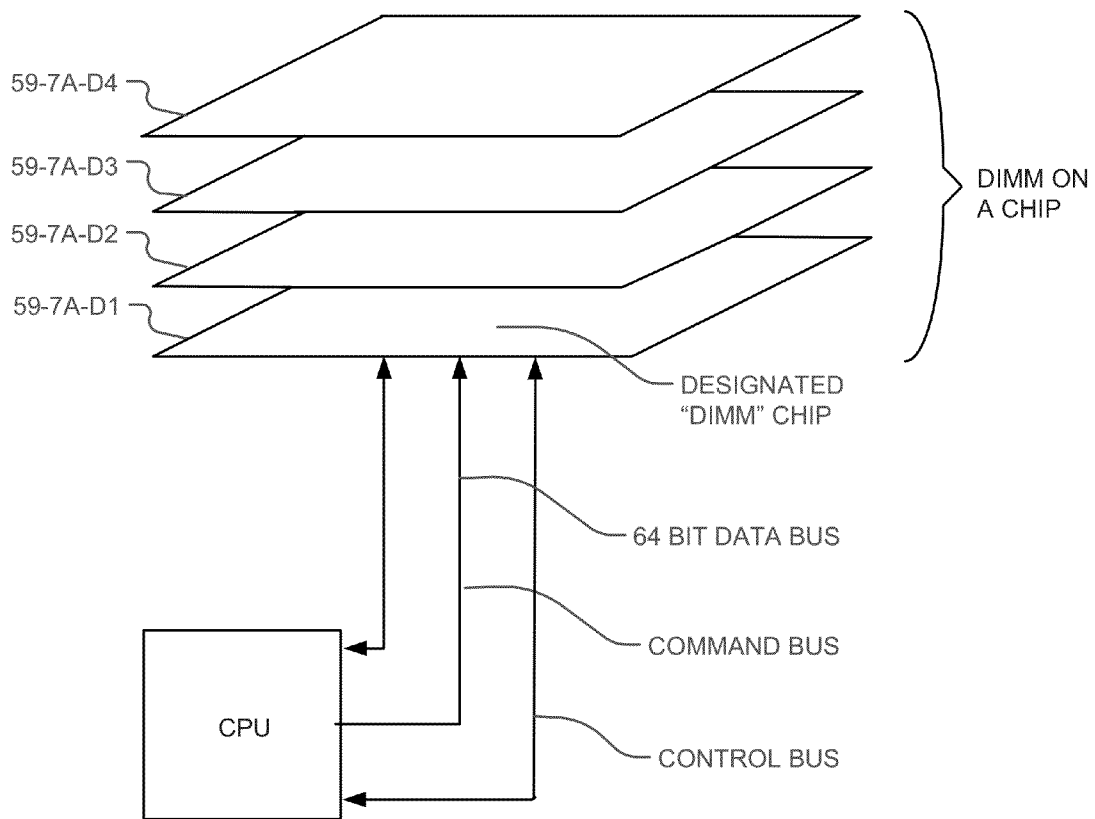 59-7A-D4
59-7A-D3
59-7A-D2
59-7A-D1
DIMM ON
A CHIP
DESIGNATED
“DIMM” CHIP
64 BIT DATA BUS
COMMAND BUS
CPU
CONTROL BUS